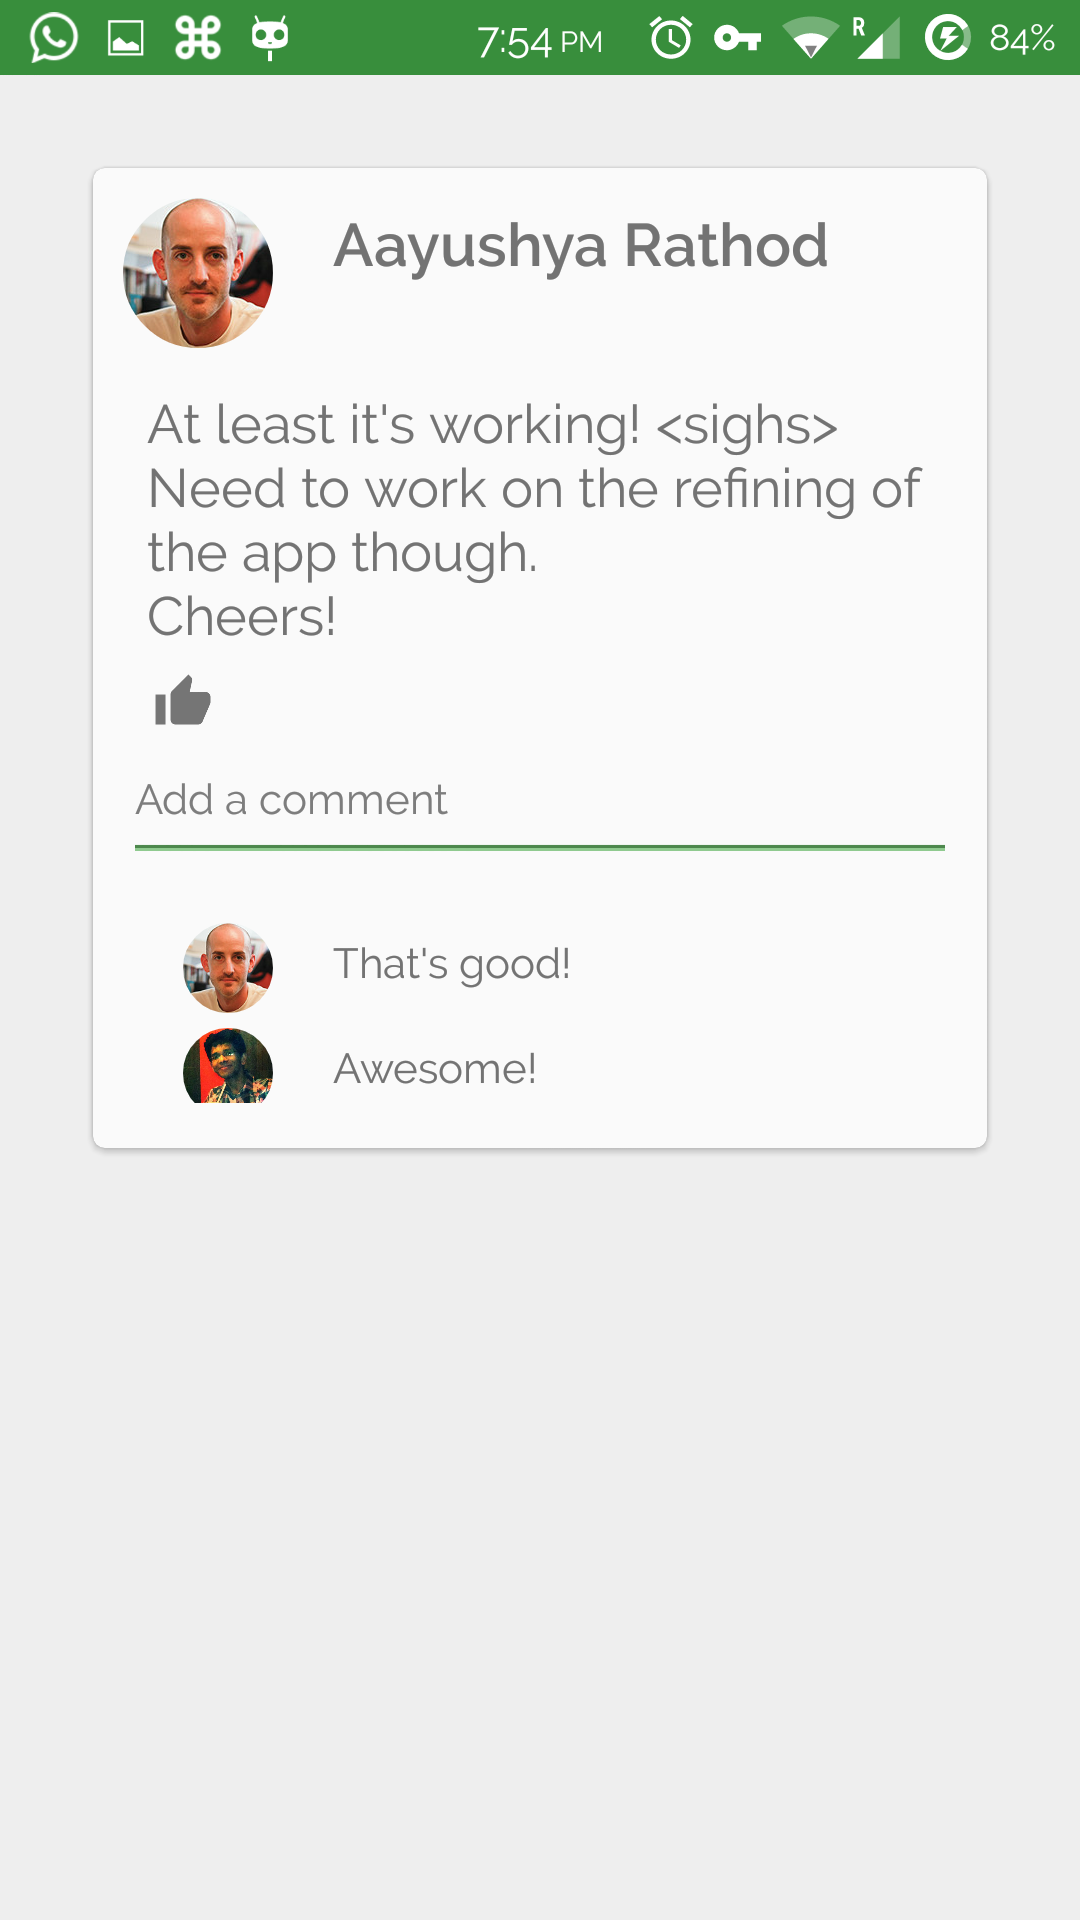 7:54 PM R 84%
Aayushya Rathod
At least it's working! <sighs>
Need to work on the refining of
the app though.
Cheers!
Add a comment
That's good!
Awesome!